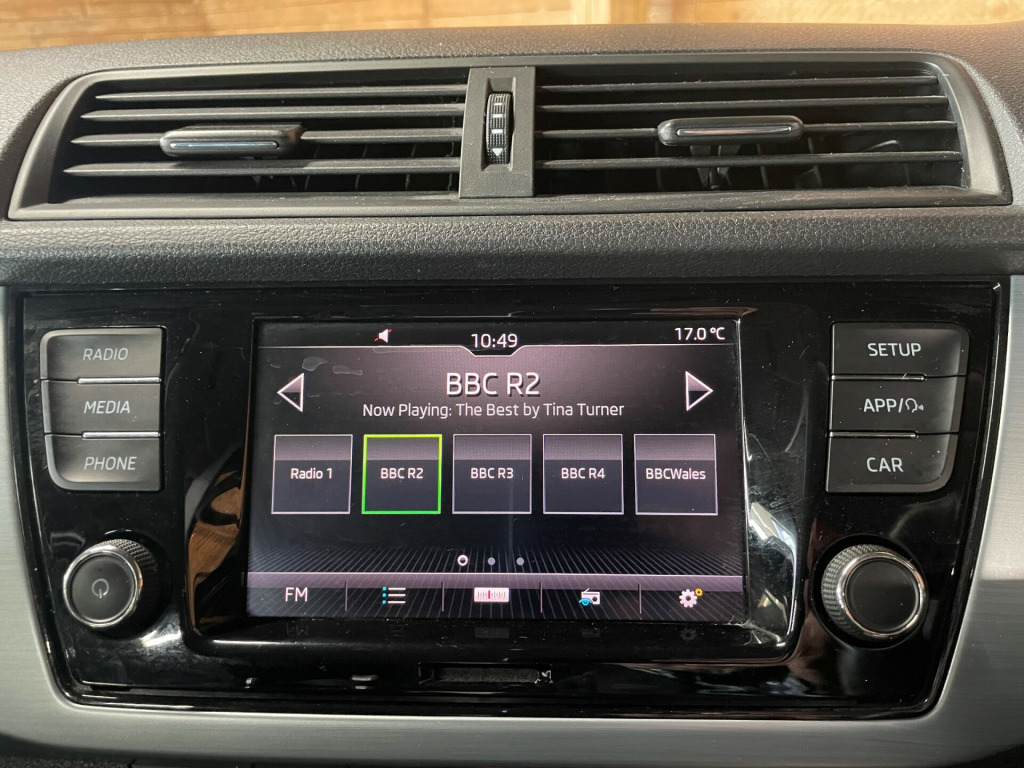 10:49
17.0 °C
RADIO
MEDIA
PHONE
BBC R2
Now Playing: The Best by Tina Turner
Radio 1
BBC R2
BBC R3
BBC R4
BBCWales
FM
SETUP
APP/
CAR